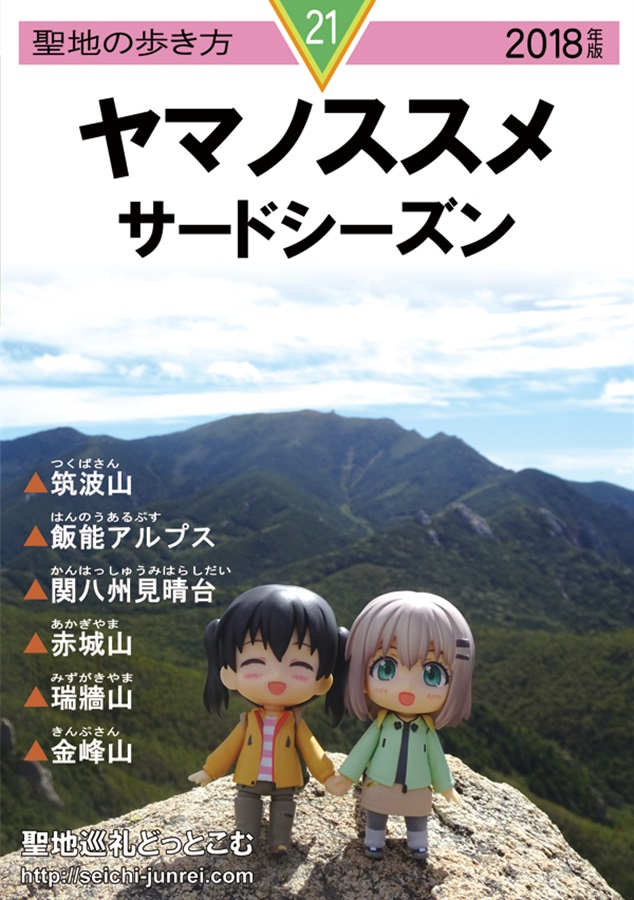 聖地の歩き方
21
2018年版
ヤマノススメ
サードシーズン
つくばさん
▲筑波山
はんのうあるぷす
▲飯能アルプス
かんはっしゅうみはらしだい
▲関八州見晴台
あかぎやま
▲赤城山
みずがきやま
▲瑞牆山
きんぷさん
▲金峰山
聖地巡礼どっとこむ
http://seichi-junrei.com